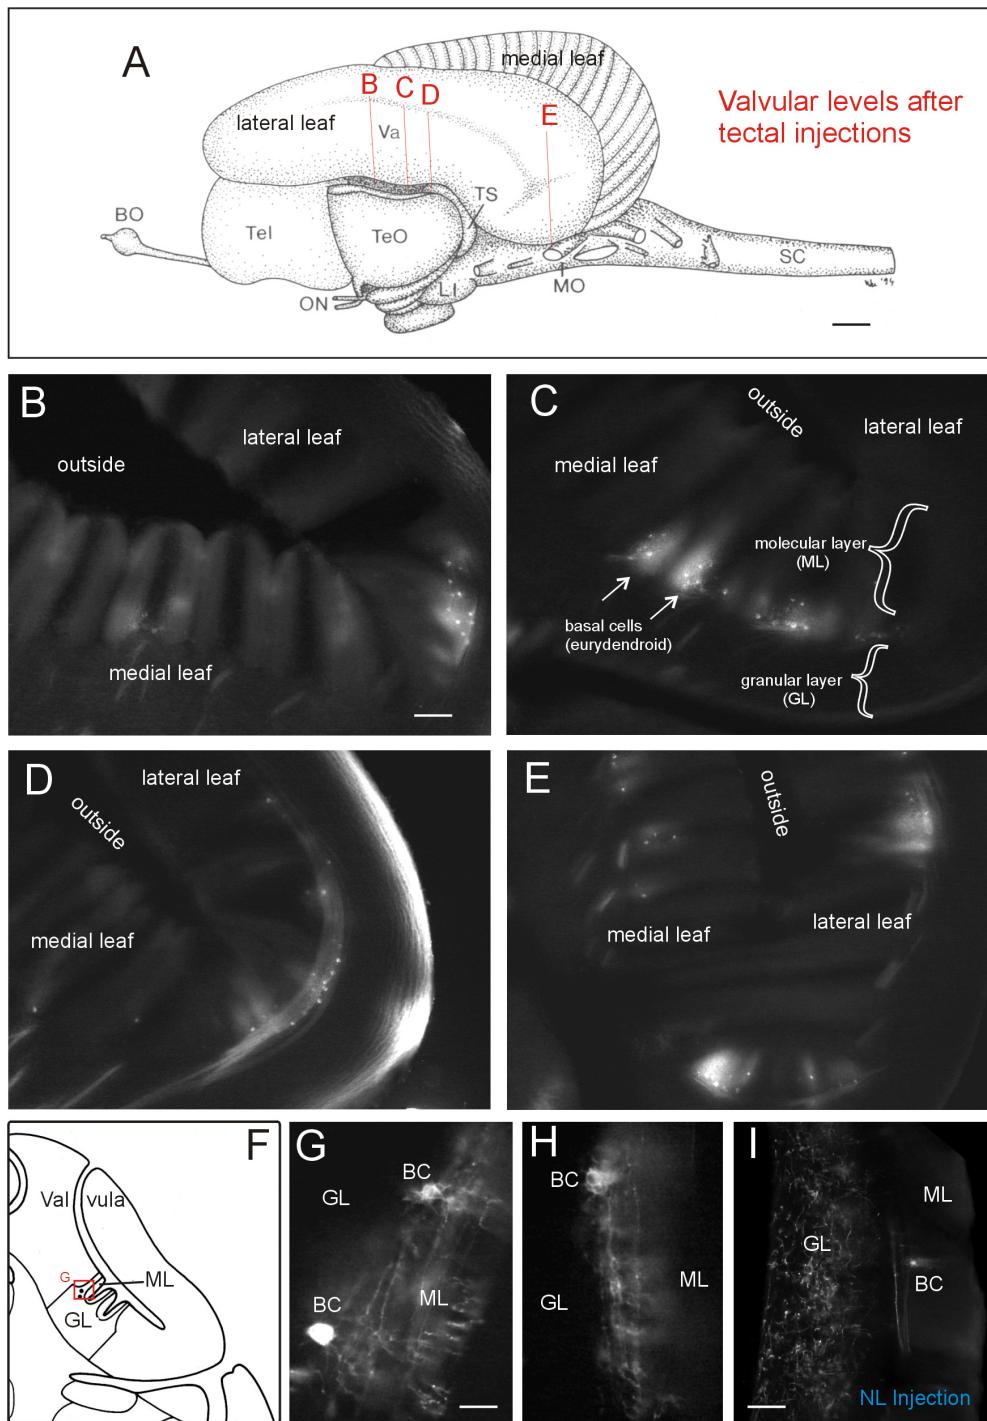 A
medial leaf
B
C
D
E
lateral leaf
Va
Valvular levels after
tectal injections
BO
Tel
TeO
TS
ON
LI
MO
SC
B
lateral leaf
outside
medial leaf
C
outside
lateral leaf
medial leaf
molecular layer
(ML)
basal cells
(eurydendroid)
granular layer
(GL)
D
lateral leaf
outside
medial leaf
E
outside
medial leaf
lateral leaf
F
Val vula
G
ML
GL
G
BC
GL
BC
ML
H
BC
GL
ML
I
ML
GL
BC
NL Injection